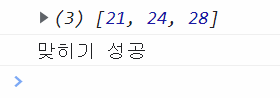 (3) [21, 24, 28]
맞히기 성공